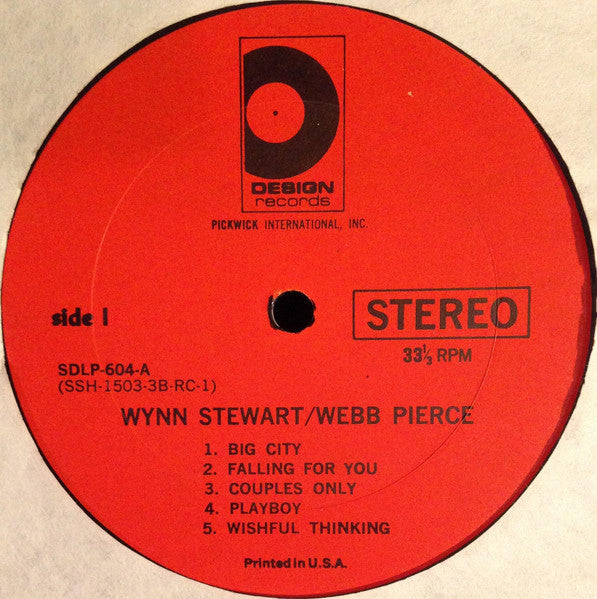 DESIGN
records
PICKWICK INTERNATIONAL, INC.
side 1
STEREO
33⅓ RPM
SDLP-604-A
(SSH-1503-3B-RC-1)
WYNN STEWART/WEBB PIERCE
1. BIG CITY
2. FALLING FOR YOU
3. COUPLES ONLY
4. PLAYBOY
5. WISHFUL THINKING
Printed in U.S.A.